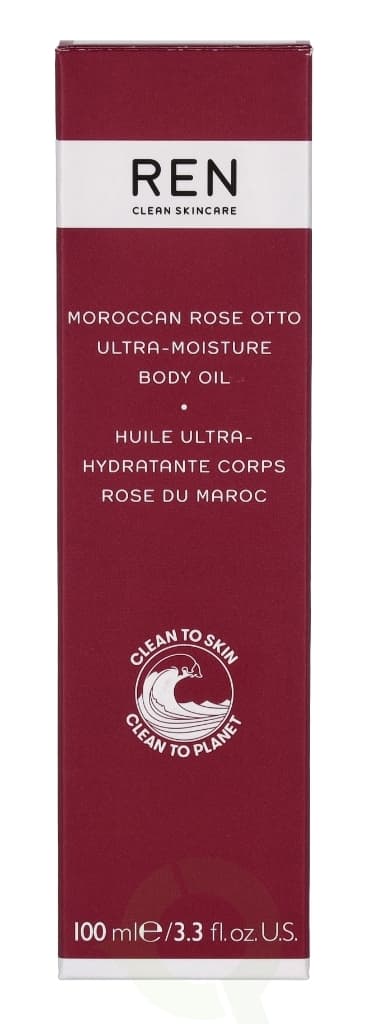 REN
CLEAN SKINCARE
MOROCCAN ROSE OTTO
ULTRA-MOISTURE
BODY OIL
•
HUILE ULTRA-
HYDRATANTE CORPS
ROSE DU MAROC
CLEAN TO SKIN
CLEAN TO PLANET
100 ml℮/3.3 fl.oz.U.S.